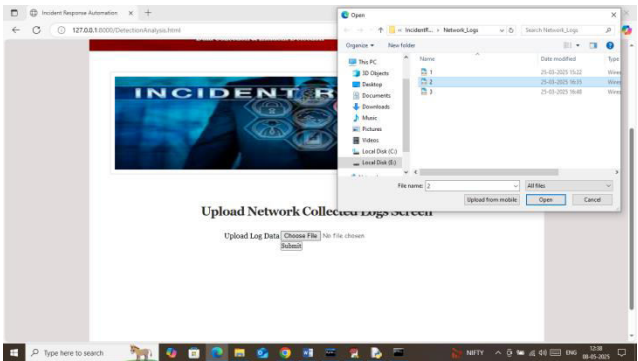 Incident Response Automation
127.0.0.1:8000/DetectionAnalysis.html
INCIDENT R
Upload Network Collected Logs Screen
Upload Log Data Choose File No file chosen
Submit
Open
Network_Logs
Search Network_Logs
Organize
New folder
Name
Date modified
Type
This PC
3D Objects
Desktop
Documents
Downloads
Music
Pictures
Videos
Local Disk (C:)
Local Disk (E:)
1 25-03-2025 15:22
2 25-03-2025 16:35
3 25-03-2025 16:48
File name: 2
All files
Upload from mobile
Open
Cancel
Type here to search
NIFTY
ENG
12:38
08-05-2025